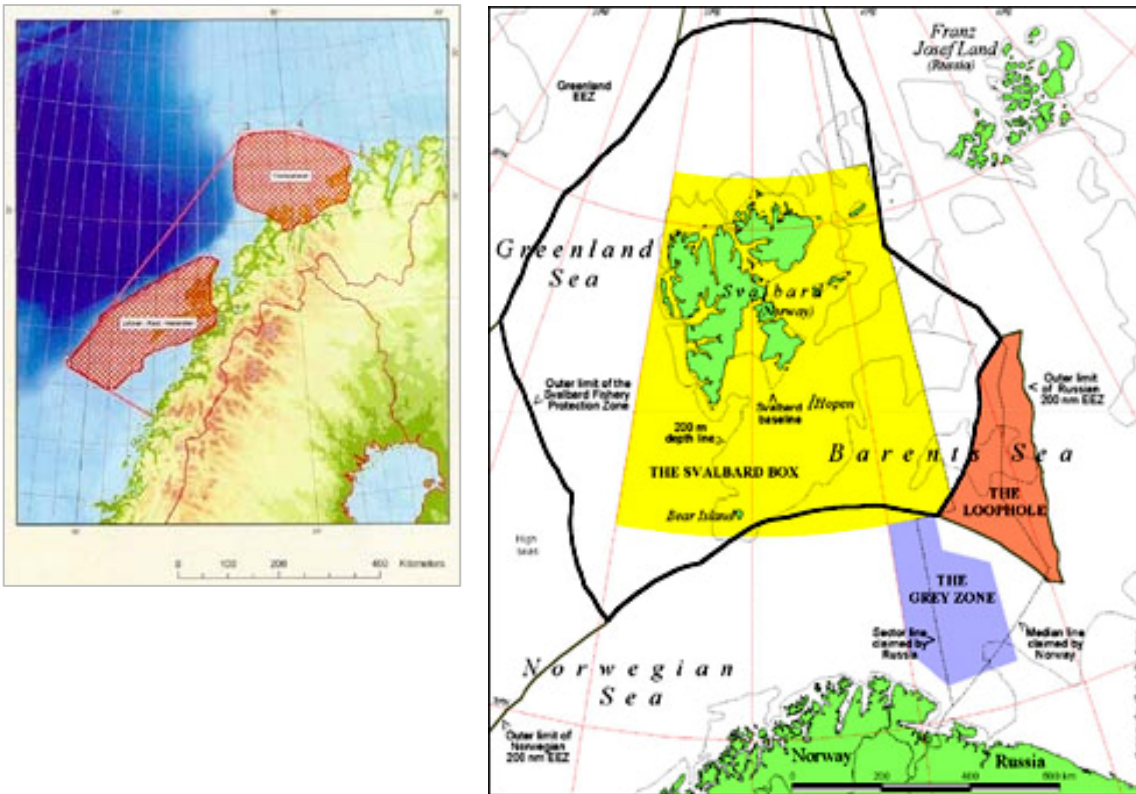 3
4
0 100 200 400 Kilometers
Franz
Josef Land
(Russia)
Greenland
EEZ
Greenland
Sea
Svalbard
(Norway)
Outer limit of the
Svalbard Fishery
Protection Zone
Svalbard
baseline
Hopen
Outer limit
of Russian
200 nm EEZ
200 m
depth line
Barents Sea
THE SVALBARD BOX
THE
LOOPHOLE
Bear Island
High
seas
THE
GREY ZONE
Sector line
claimed by
Russia
Median line
claimed by
Norway
Norwegian
Sea
Outer limit of
Norwegian
200 nm EEZ
Norway
Russia
0 200 400 600 km